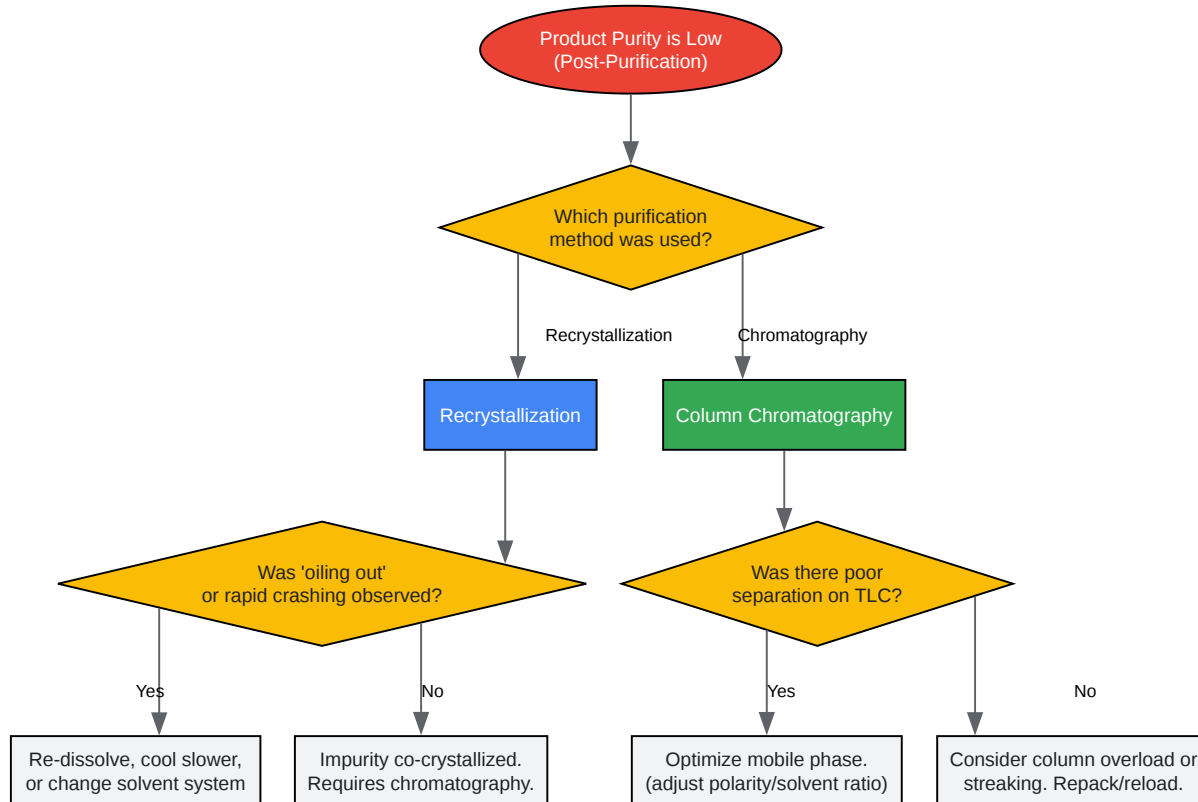 Product Purity is Low
(Post-Purification)
Which purification
method was used?
Recrystallization
Chromatography
Recrystallization
Column Chromatography
Was 'oiling out'
or rapid crashing observed?
Was there poor
separation on TLC?
Yes
No
Yes
No
Re-dissolve, cool slower,
or change solvent system
Impurity co-crystallized.
Requires chromatography.
Optimize mobile phase.
(adjust polarity/solvent ratio)
Consider column overload or
streaking. Repack/reload.